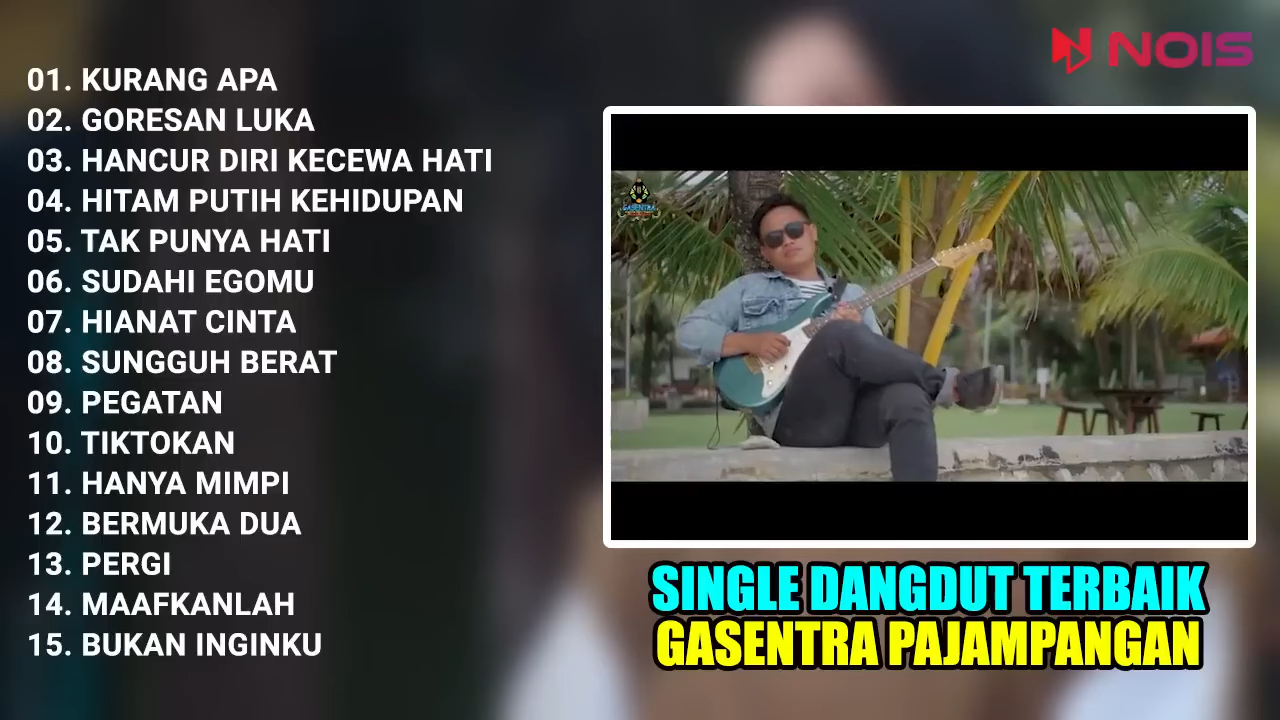 NOIS
01. KURANG APA
02. GORESAN LUKA
03. HANCUR DIRI KECEWA HATI
04. HITAM PUTIH KEHIDUPAN
05. TAK PUNYA HATI
06. SUDAHI EGOMU
07. HIANAT CINTA
08. SUNGGUH BERAT
09. PEGATAN
10. TIKTOKAN
11. HANYA MIMPI
12. BERMUKA DUA
13. PERGI
14. MAAFKANLAH
15. BUKAN INGINKU
GASENTRA
SINGLE DANGDUT TERBAIK
GASENTRA PAJAMPANGAN